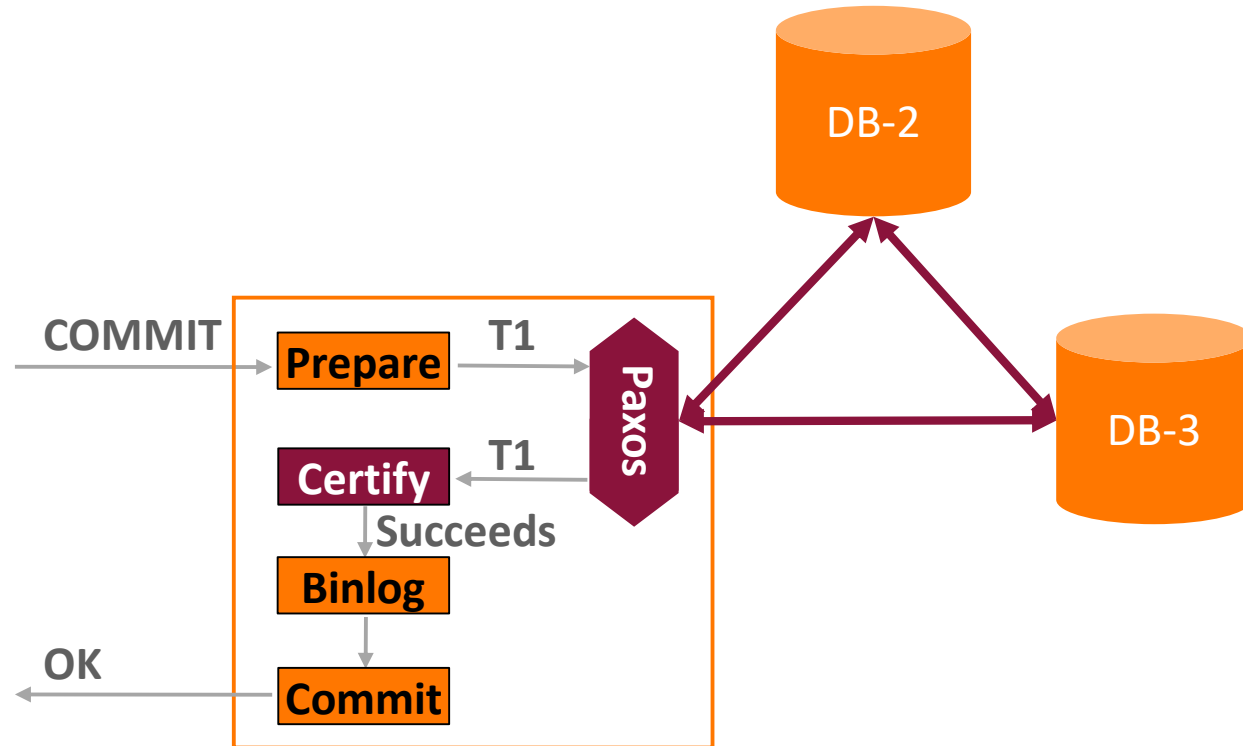 DB-2
COMMIT
Prepare
T1
Paxos
DB-3
Certify
T1
Succeeds
Binlog
OK
Commit